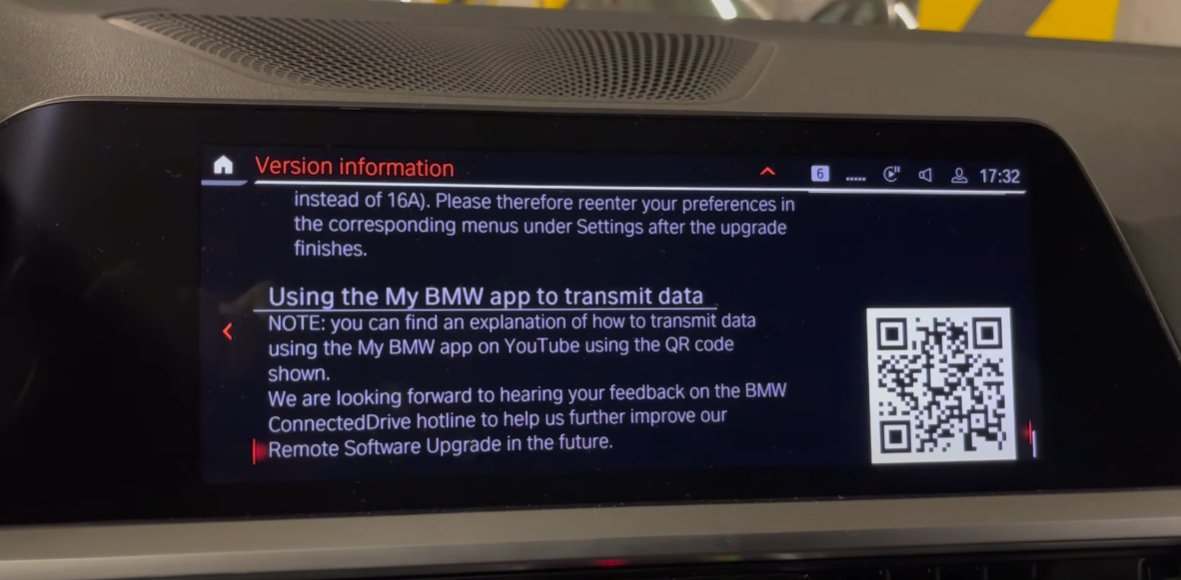 Version information
6
17:32
instead of 16A). Please therefore reenter your preferences in
the corresponding menus under Settings after the upgrade
finishes.
Using the My BMW app to transmit data
NOTE: you can find an explanation of how to transmit data
using the My BMW app on YouTube using the QR code
shown.
We are looking forward to hearing your feedback on the BMW
ConnectedDrive hotline to help us further improve our
Remote Software Upgrade in the future.